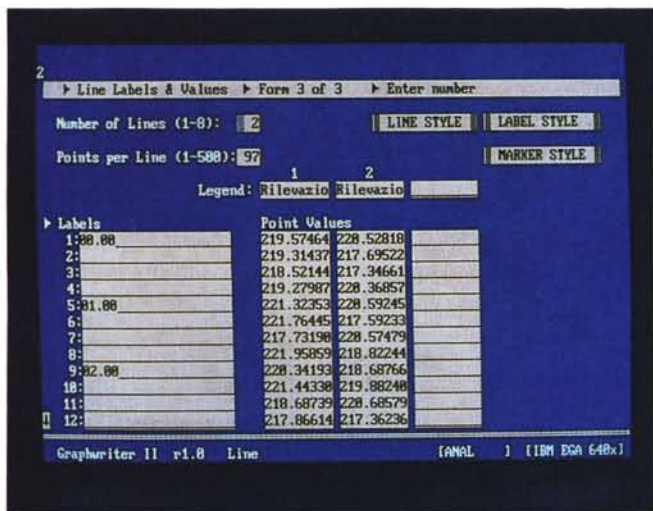 2
Line Labels & Values Form 3 of 3 Enter number
Number of Lines (1-8): 2 LINE STYLE LABEL STYLE
Points per Line (1-500): 97 MARKER STYLE
1 2
Legend: Rilevazio Rilevazio
Labels Point Values
1:00.00 219.57464 220.52818
2: 219.31437 217.69522
3: 218.52144 217.34661
4: 219.27987 220.36857
5:01.00 221.32353 220.59245
6: 221.76445 217.59233
7: 217.73190 220.57479
8: 221.95859 218.82244
9:02.00 220.34193 218.68766
10: 221.44330 219.88240
11: 218.68739 220.68579
12: 217.86614 217.36236
Graphwriter II r1.0 Line [ANAL ] [IBM EGA 640x]